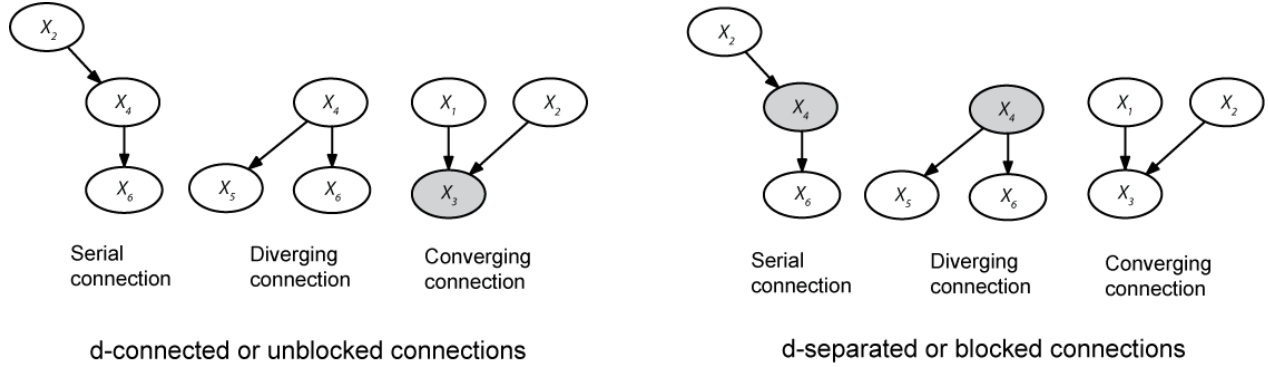 X2
X4
X6
X4
X5
X6
X1
X2
X3
Serial
connection
Diverging
connection
Converging
connection
d-connected or unblocked connections
X2
X4
X6
X4
X5
X6
X1
X2
X3
Serial
connection
Diverging
connection
Converging
connection
d-separated or blocked connections